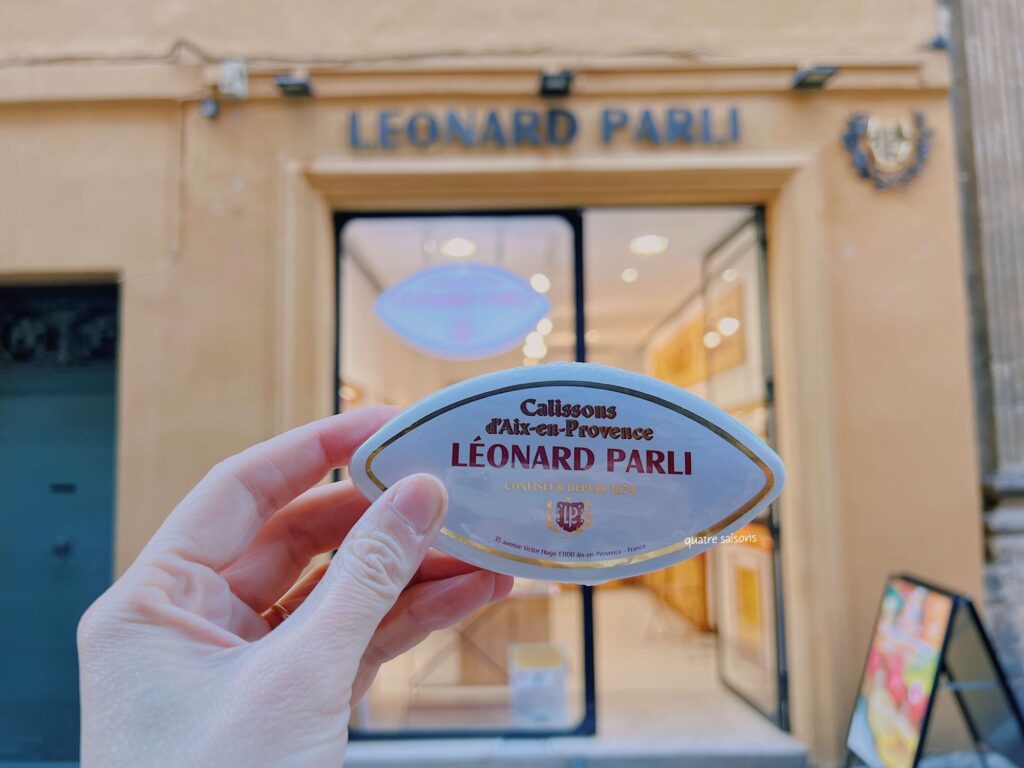 LEONARD PARLI
Calissons
d'Aix-en-Provence
LÉONARD PARLI
CONFISEUR DEPUIS 1874
LP
35 avenue Victor Hugo 13100 Aix-en-Provence - France
quatre saisons